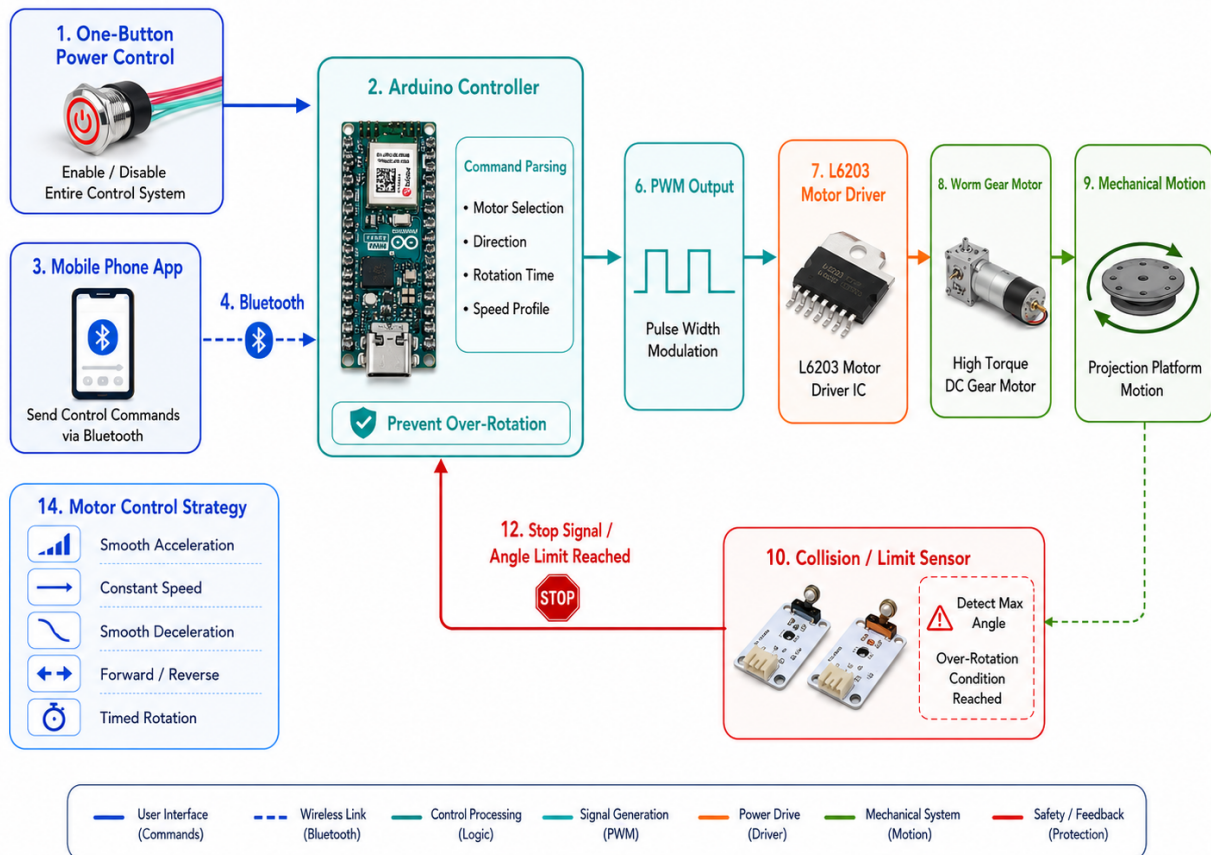 1. One-Button
Power Control
Enable / Disable
Entire Control System
2. Arduino Controller
Command Parsing
• Motor Selection
• Direction
• Rotation Time
• Speed Profile
Prevent Over-Rotation
3. Mobile Phone App
Send Control Commands
via Bluetooth
4. Bluetooth
6. PWM Output
Pulse Width
Modulation
7. L6203
Motor Driver
L6203 Motor
Driver IC
8. Worm Gear Motor
High Torque
DC Gear Motor
9. Mechanical Motion
Projection Platform
Motion
14. Motor Control Strategy
Smooth Acceleration
Constant Speed
Smooth Deceleration
Forward / Reverse
Timed Rotation
12. Stop Signal /
Angle Limit Reached
STOP
10. Collision / Limit Sensor
Detect Max
Angle
Over-Rotation
Condition
Reached
User Interface
(Commands)
Wireless Link
(Bluetooth)
Control Processing
(Logic)
Signal Generation
(PWM)
Power Drive
(Driver)
Mechanical System
(Motion)
Safety / Feedback
(Protection)